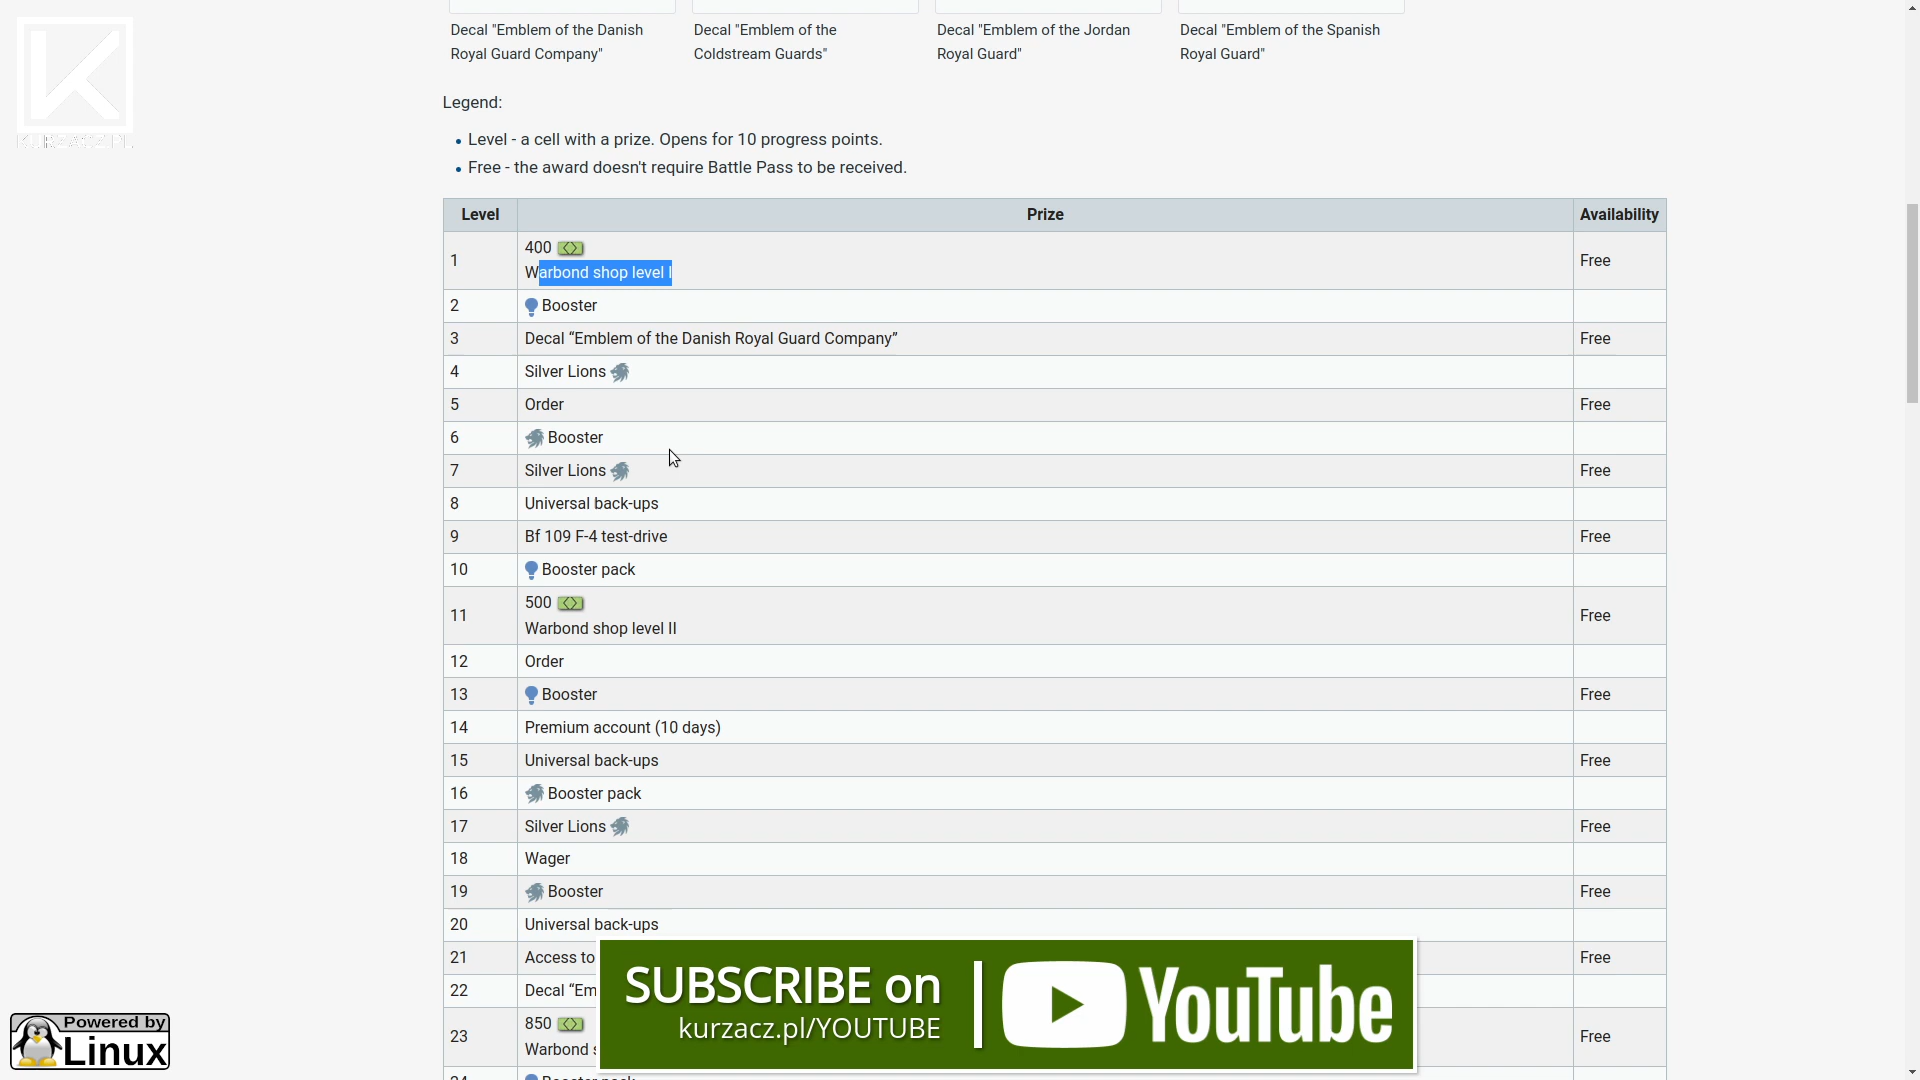 Decal "Emblem of the Danish
Royal Guard Company"
Decal "Emblem of the
Coldstream Guards"
Decal "Emblem of the Jordan
Royal Guard"
Decal "Emblem of the Spanish
Royal Guard"
KURZACZ.PL
Legend:
Level - a cell with a prize. Opens for 10 progress points.
Free - the award doesn't require Battle Pass to be received.
Level Prize Availability
1 400 Free
Warbond shop level I
2 Booster
3 Decal “Emblem of the Danish Royal Guard Company” Free
4 Silver Lions
5 Order Free
6 Booster
7 Silver Lions Free
8 Universal back-ups
9 Bf 109 F-4 test-drive Free
10 Booster pack
11 500 Free
Warbond shop level II
12 Order
13 Booster Free
14 Premium account (10 days)
15 Universal back-ups Free
16 Booster pack
17 Silver Lions Free
18 Wager
19 Booster Free
20 Universal back-ups
21 Access to Free
22 Decal “Em
23 850 Free
Warbond s
SUBSCRIBE on YouTube
kurzacz.pl/YOUTUBE
Powered by
Linux